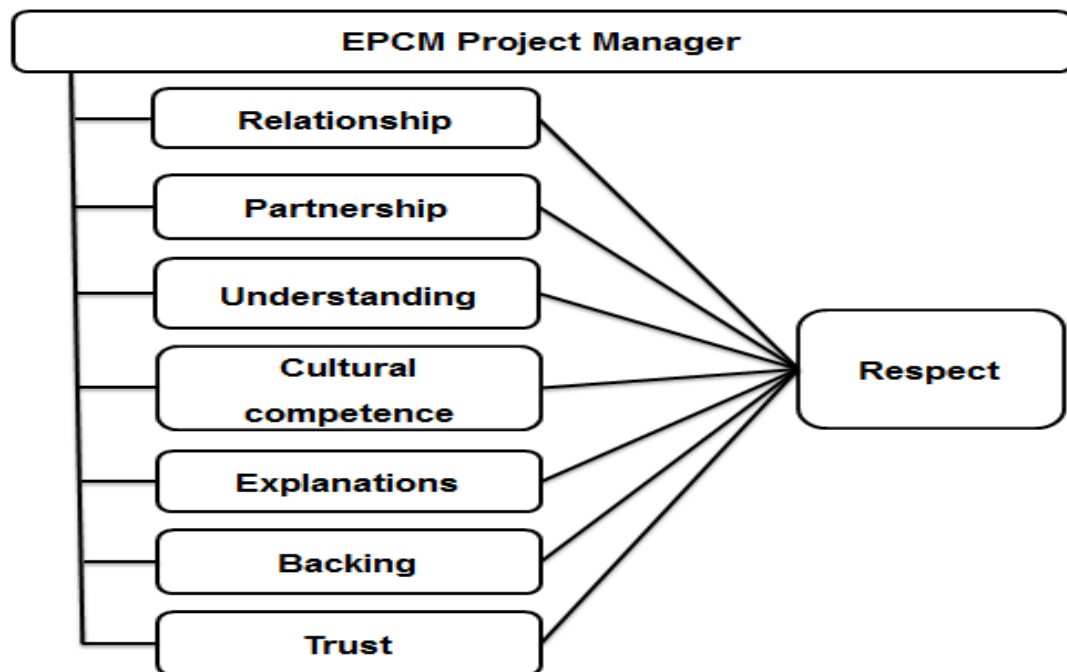 EPCM Project Manager
Relationship
Partnership
Understanding
Cultural
competence
Explanations
Backing
Trust
Respect